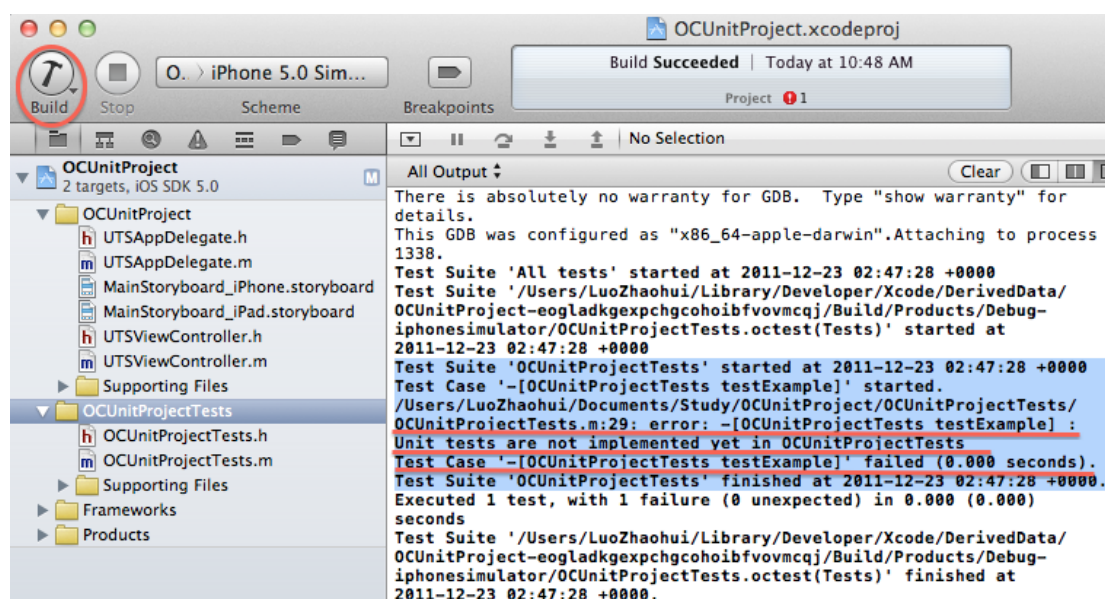 OCUnitProject.xcodeproj
O. 〉 iPhone 5.0 Sim...
Build Succeeded | Today at 10:48 AM
Project 1
Build Stop Scheme Breakpoints
No Selection
OCUnitProject
2 targets, iOS SDK 5.0
M
OCUnitProject
h UTSAppDelegate.h
m UTSAppDelegate.m
MainStoryboard_iPhone.storyboard
MainStoryboard_iPad.storyboard
h UTSViewController.h
m UTSViewController.m
Supporting Files
OCUnitProjectTests
h OCUnitProjectTests.h
m OCUnitProjectTests.m
Supporting Files
Frameworks
Products
All Output
Clear
There is absolutely no warranty for GDB.  Type "show warranty" for
details.
This GDB was configured as "x86_64-apple-darwin".Attaching to process
1338.
Test Suite 'All tests' started at 2011-12-23 02:47:28 +0000
Test Suite '/Users/LuoZhaohui/Library/Developer/Xcode/DerivedData/
OCUnitProject-eogladkgexpchgcohoibfvovmcqj/Build/Products/Debug-
iphonesimulator/OCUnitProjectTests.octest(Tests)' started at
2011-12-23 02:47:28 +0000
Test Suite 'OCUnitProjectTests' started at 2011-12-23 02:47:28 +0000
Test Case '-[OCUnitProjectTests testExample]' started.
/Users/LuoZhaohui/Documents/Study/OCUnitProject/OCUnitProjectTests/
OCUnitProjectTests.m:29: error: -[OCUnitProjectTests testExample] :
Unit tests are not implemented yet in OCUnitProjectTests
Test Case '-[OCUnitProjectTests testExample]' failed (0.000 seconds).
Test Suite 'OCUnitProjectTests' finished at 2011-12-23 02:47:28 +0000.
Executed 1 test, with 1 failure (0 unexpected) in 0.000 (0.000)
seconds
Test Suite '/Users/LuoZhaohui/Library/Developer/Xcode/DerivedData/
OCUnitProject-eogladkgexpchgcohoibfvovmcqj/Build/Products/Debug-
iphonesimulator/OCUnitProjectTests.octest(Tests)' finished at
2011-12-23 02:47:28 +0000.